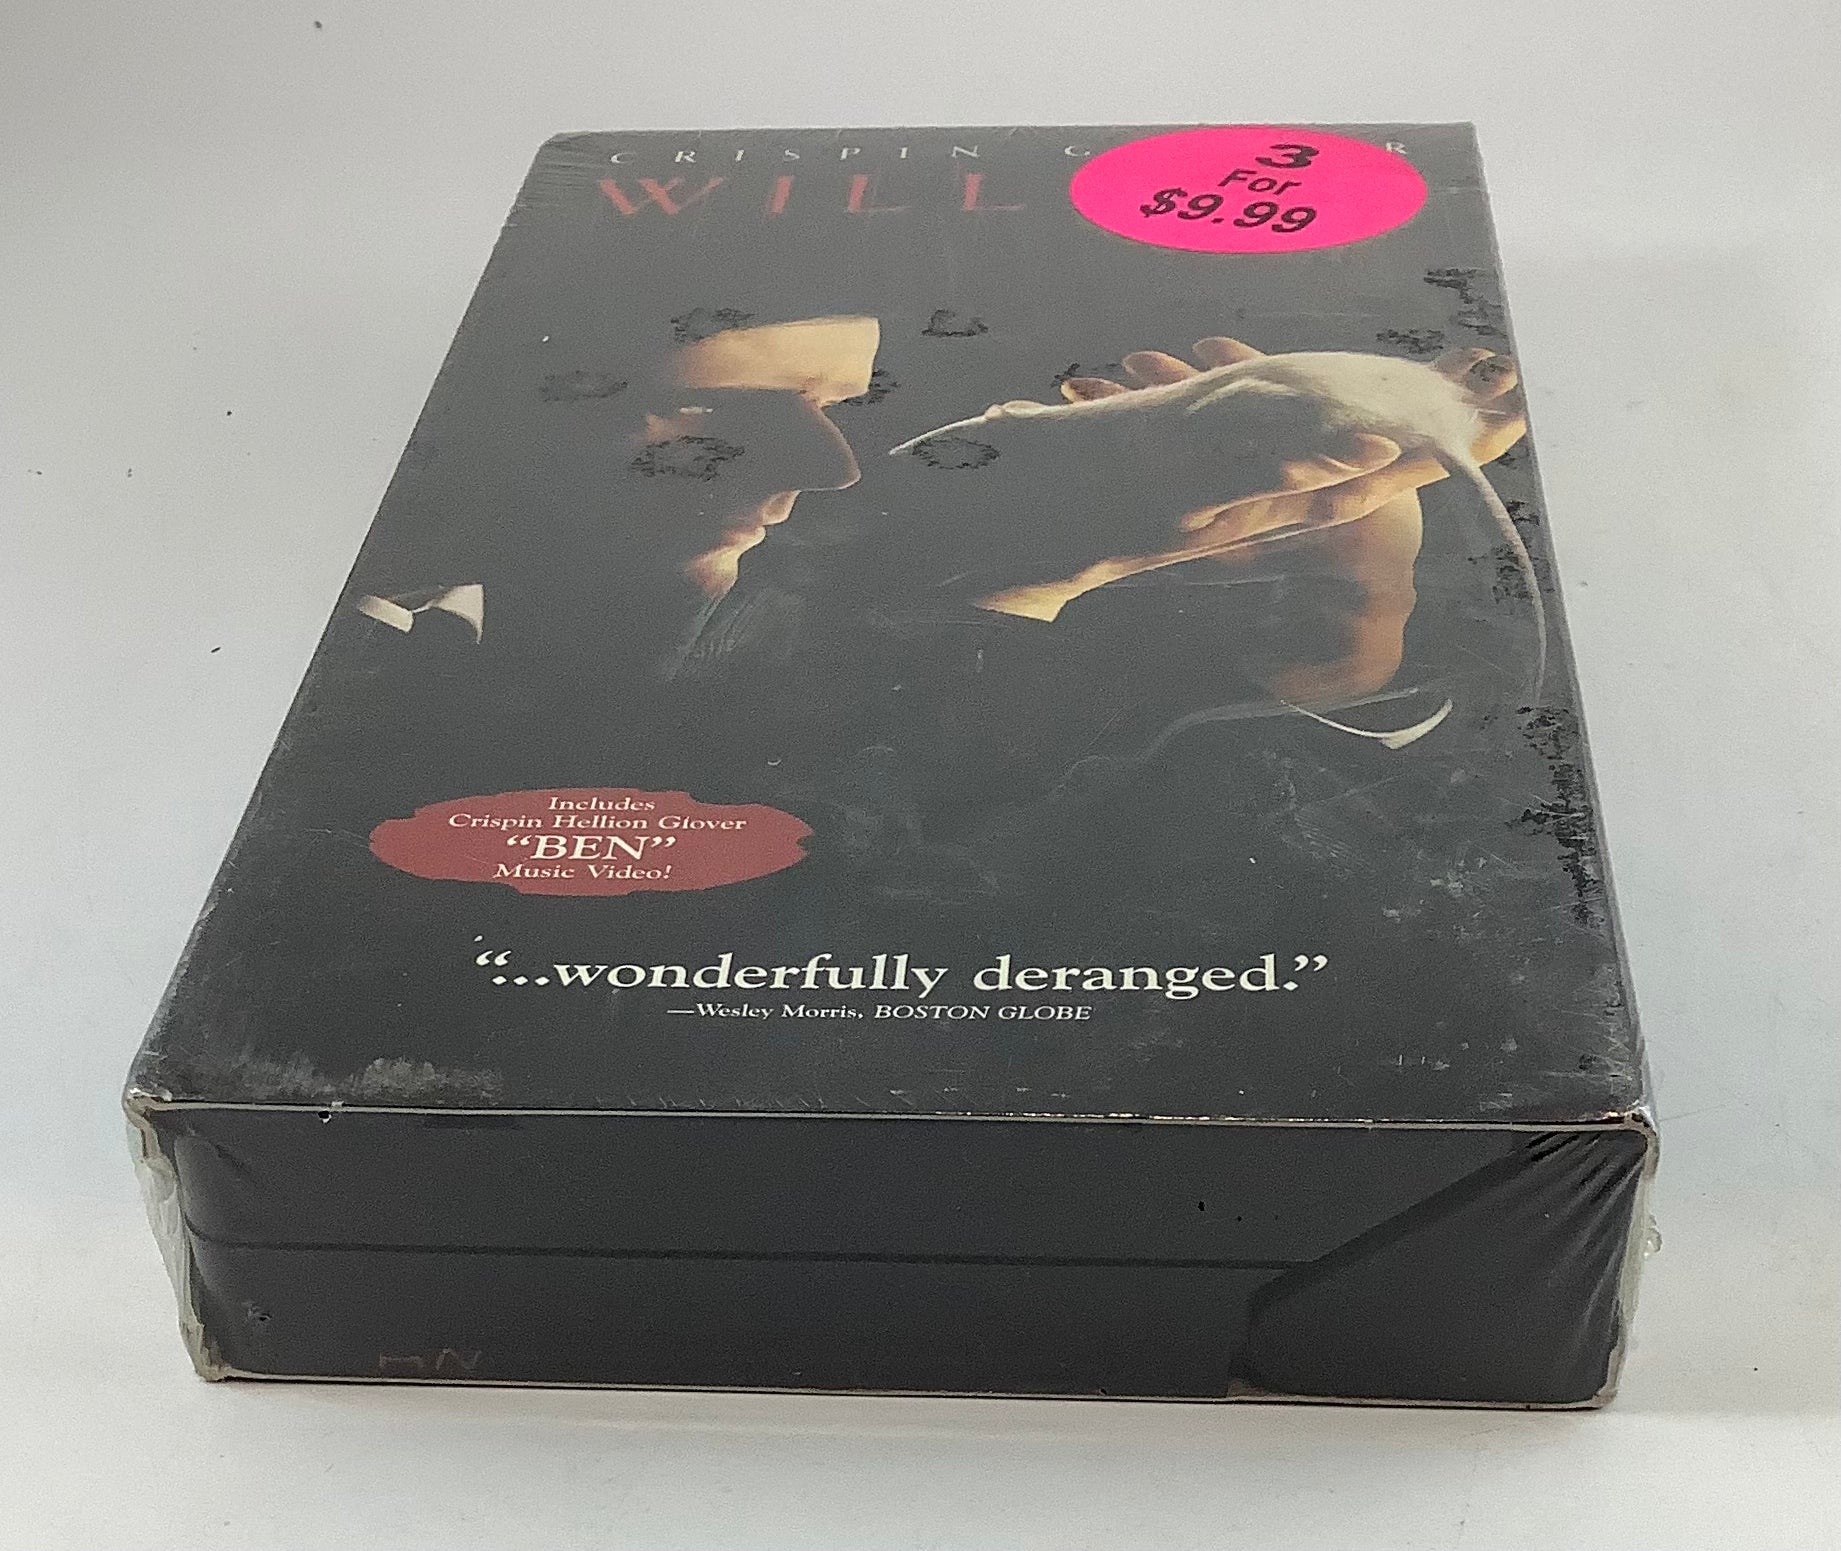 CRISPIN G R
WILL
3
For
$9.99
Includes
Crispin Hellion Glover
“BEN”
Music Video!
“...wonderfully deranged.”
—Wesley Morris, BOSTON GLOBE